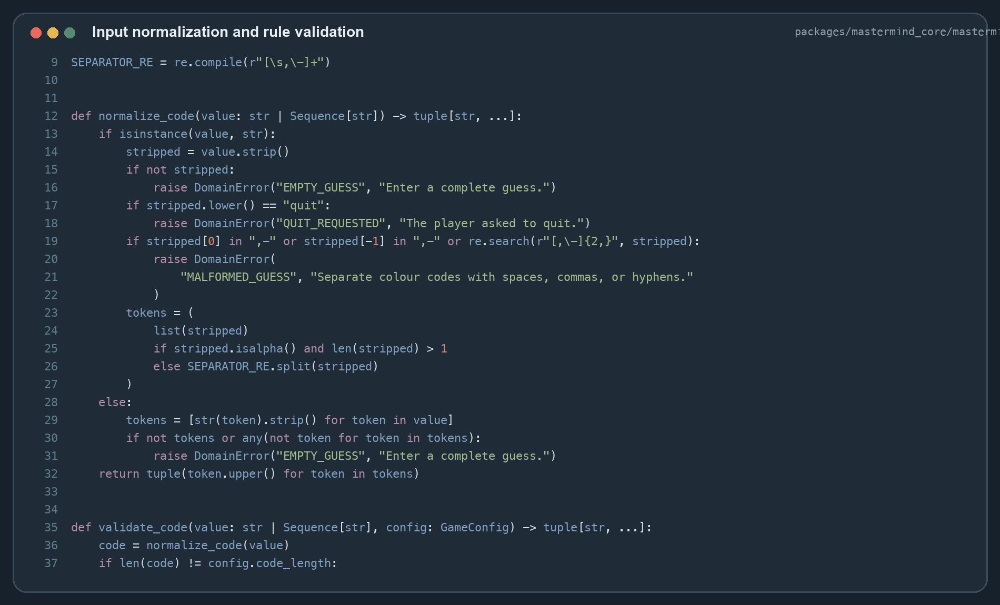 Input normalization and rule validation
packages/mastermind_core/masterm
9 SEPARATOR_RE = re.compile(r"[\s,\-]+")
10
11
12 def normalize_code(value: str | Sequence[str]) -> tuple[str, ...]:
13     if isinstance(value, str):
14         stripped = value.strip()
15         if not stripped:
16             raise DomainError("EMPTY_GUESS", "Enter a complete guess.")
17         if stripped.lower() == "quit":
18             raise DomainError("QUIT_REQUESTED", "The player asked to quit.")
19         if stripped[0] in ",-" or stripped[-1] in ",-" or re.search(r"[,\-]{2,}", stripped):
20             raise DomainError(
21                 "MALFORMED_GUESS", "Separate colour codes with spaces, commas, or hyphens."
22             )
23         tokens = (
24             list(stripped)
25             if stripped.isalpha() and len(stripped) > 1
26             else SEPARATOR_RE.split(stripped)
27         )
28     else:
29         tokens = [str(token).strip() for token in value]
30         if not tokens or any(not token for token in tokens):
31             raise DomainError("EMPTY_GUESS", "Enter a complete guess.")
32     return tuple(token.upper() for token in tokens)
33
34
35 def validate_code(value: str | Sequence[str], config: GameConfig) -> tuple[str, ...]:
36     code = normalize_code(value)
37     if len(code) != config.code_length: